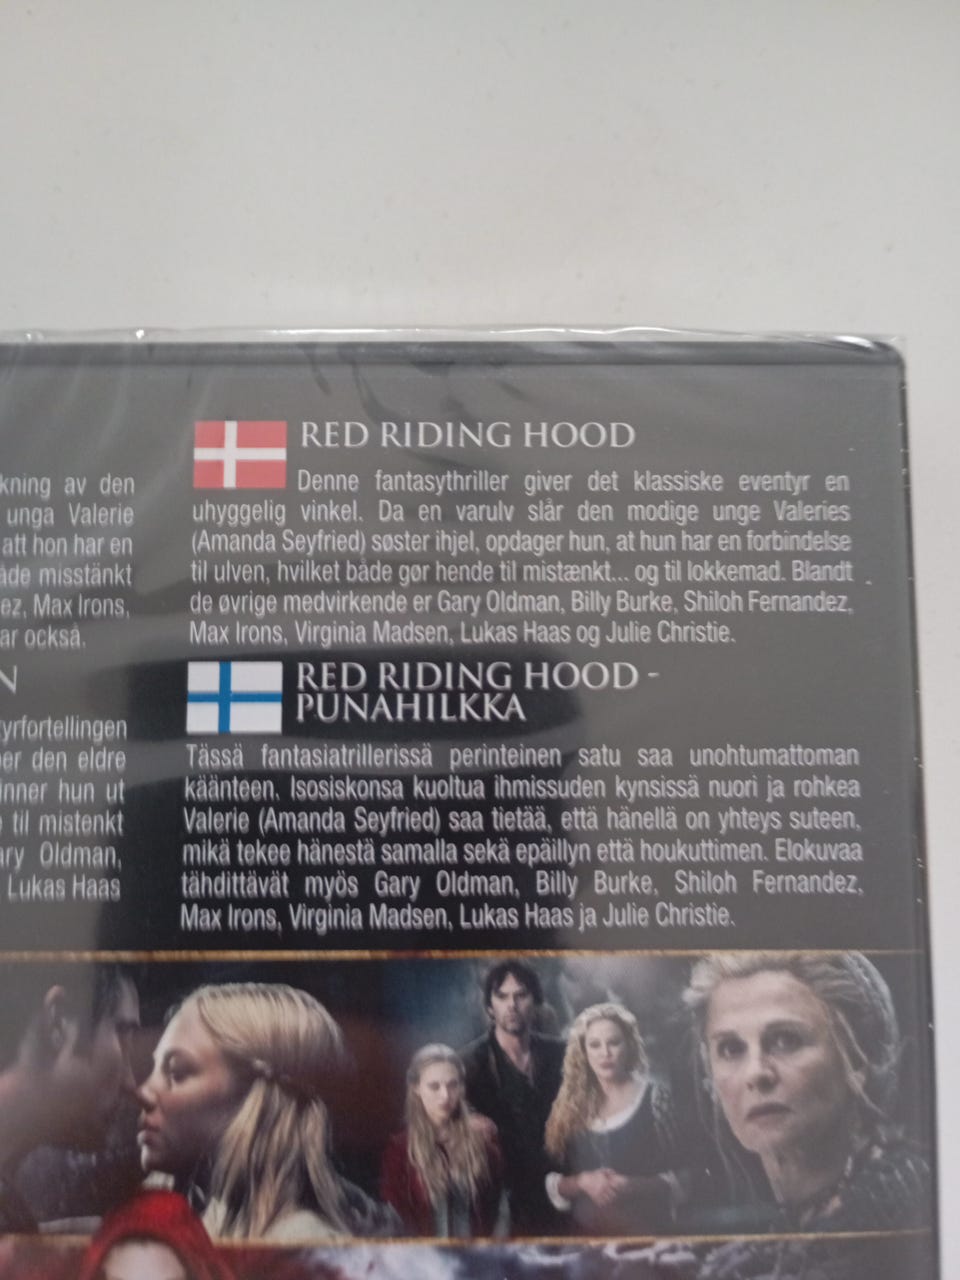 kning av den
unga Valerie
att hon har en
åde misstänkt
ez, Max Irons,
ar också.
N
yrfortellingen
er den eldre
inner hun ut
til mistenkt
ary Oldman,
Lukas Haas
RED RIDING HOOD
Denne fantasythriller giver det klassiske eventyr en
uhyggelig vinkel. Da en varulv slår den modige unge Valeries
(Amanda Seyfried) søster ihjel, opdager hun, at hun har en forbindelse
til ulven, hvilket både gør hende til mistænkt... og til lokkemad. Blandt
de øvrige medvirkende er Gary Oldman, Billy Burke, Shiloh Fernandez,
Max Irons, Virginia Madsen, Lukas Haas og Julie Christie.
RED RIDING HOOD -
PUNAHILKKA
Tässä fantasiatrillerissä perinteinen satu saa unohtumattoman
käänteen. Isosiskonsa kuoltua ihmissuden kynsissä nuori ja rohkea
Valerie (Amanda Seyfried) saa tietää, että hänellä on yhteys suteen,
mikä tekee hänestä samalla sekä epäillyn että houkuttimen. Elokuvaa
tähdittävät myös Gary Oldman, Billy Burke, Shiloh Fernandez,
Max Irons, Virginia Madsen, Lukas Haas ja Julie Christie.